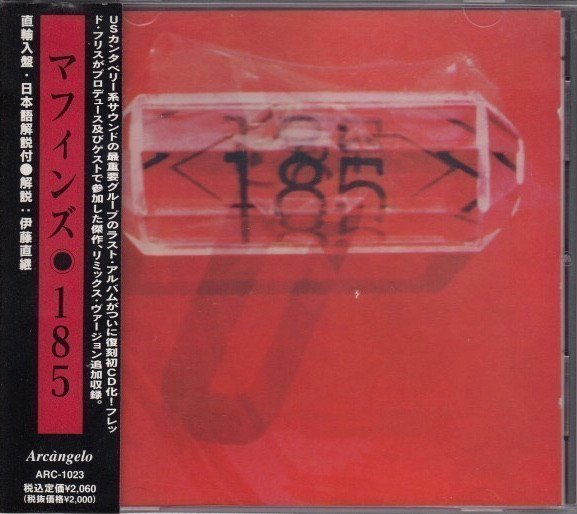 USカンタベリー系サウンドの最重要グループのラスト・アルバムがついに復刻初CD化!フレッ
ド・フリスがプロデュース及びゲストで参加した傑作、リミックス・ヴァージョン追加収録。
マフィンズ●185
直輸入盤・日本語解説付●解説:伊藤直継
Arcàngelo
ARC-1023
税込定価¥2,060
(税抜価格¥2,000)
185